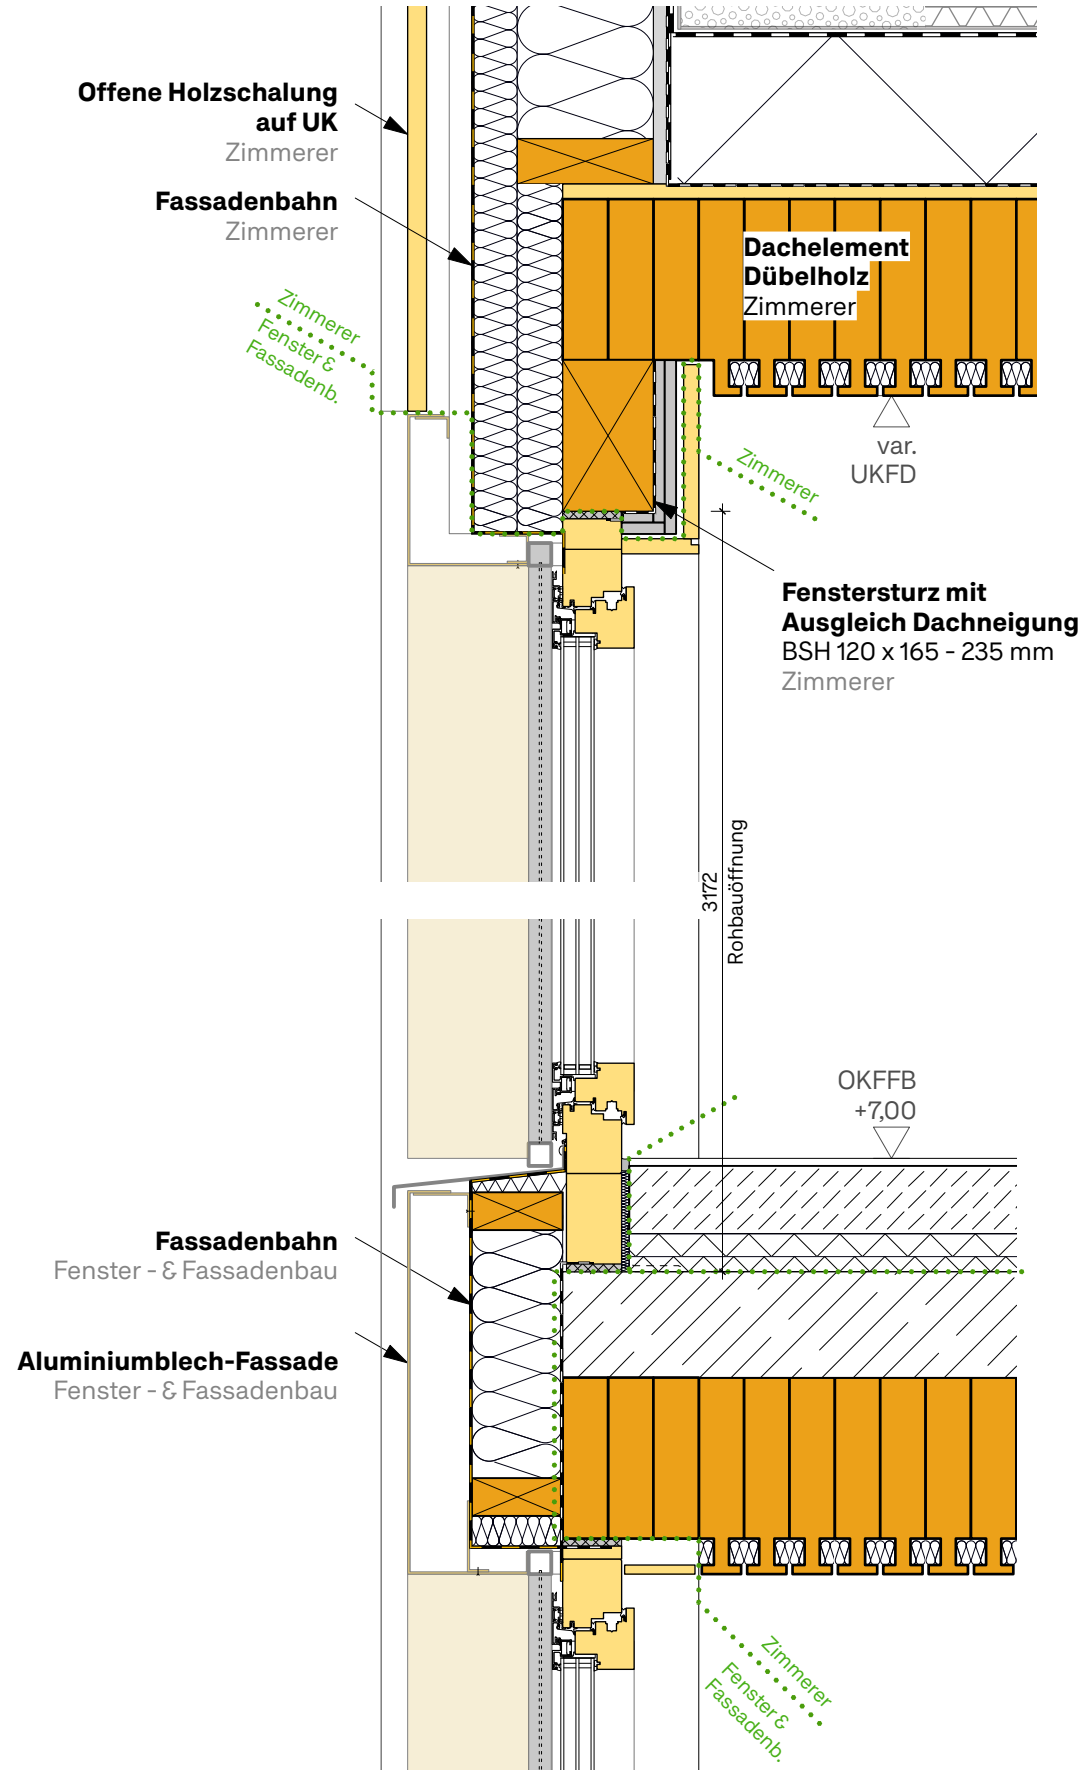 Offene Holzschalung
auf UK
Zimmerer
Fassadenbahn
Zimmerer
Dachelement
Dübelholz
Zimmerer
Zimmerer
Fenster &
Fassadenb.
var.
UKFD
Zimmerer
Fenstersturz mit
Ausgleich Dachneigung
BSH 120 x 165 - 235 mm
Zimmerer
3172
Rohbauöffnung
OKFFB
+7,00
Fassadenbahn
Fenster - & Fassadenbau
Aluminiumblech-Fassade
Fenster - & Fassadenbau
Zimmerer
Fenster &
Fassadenb.